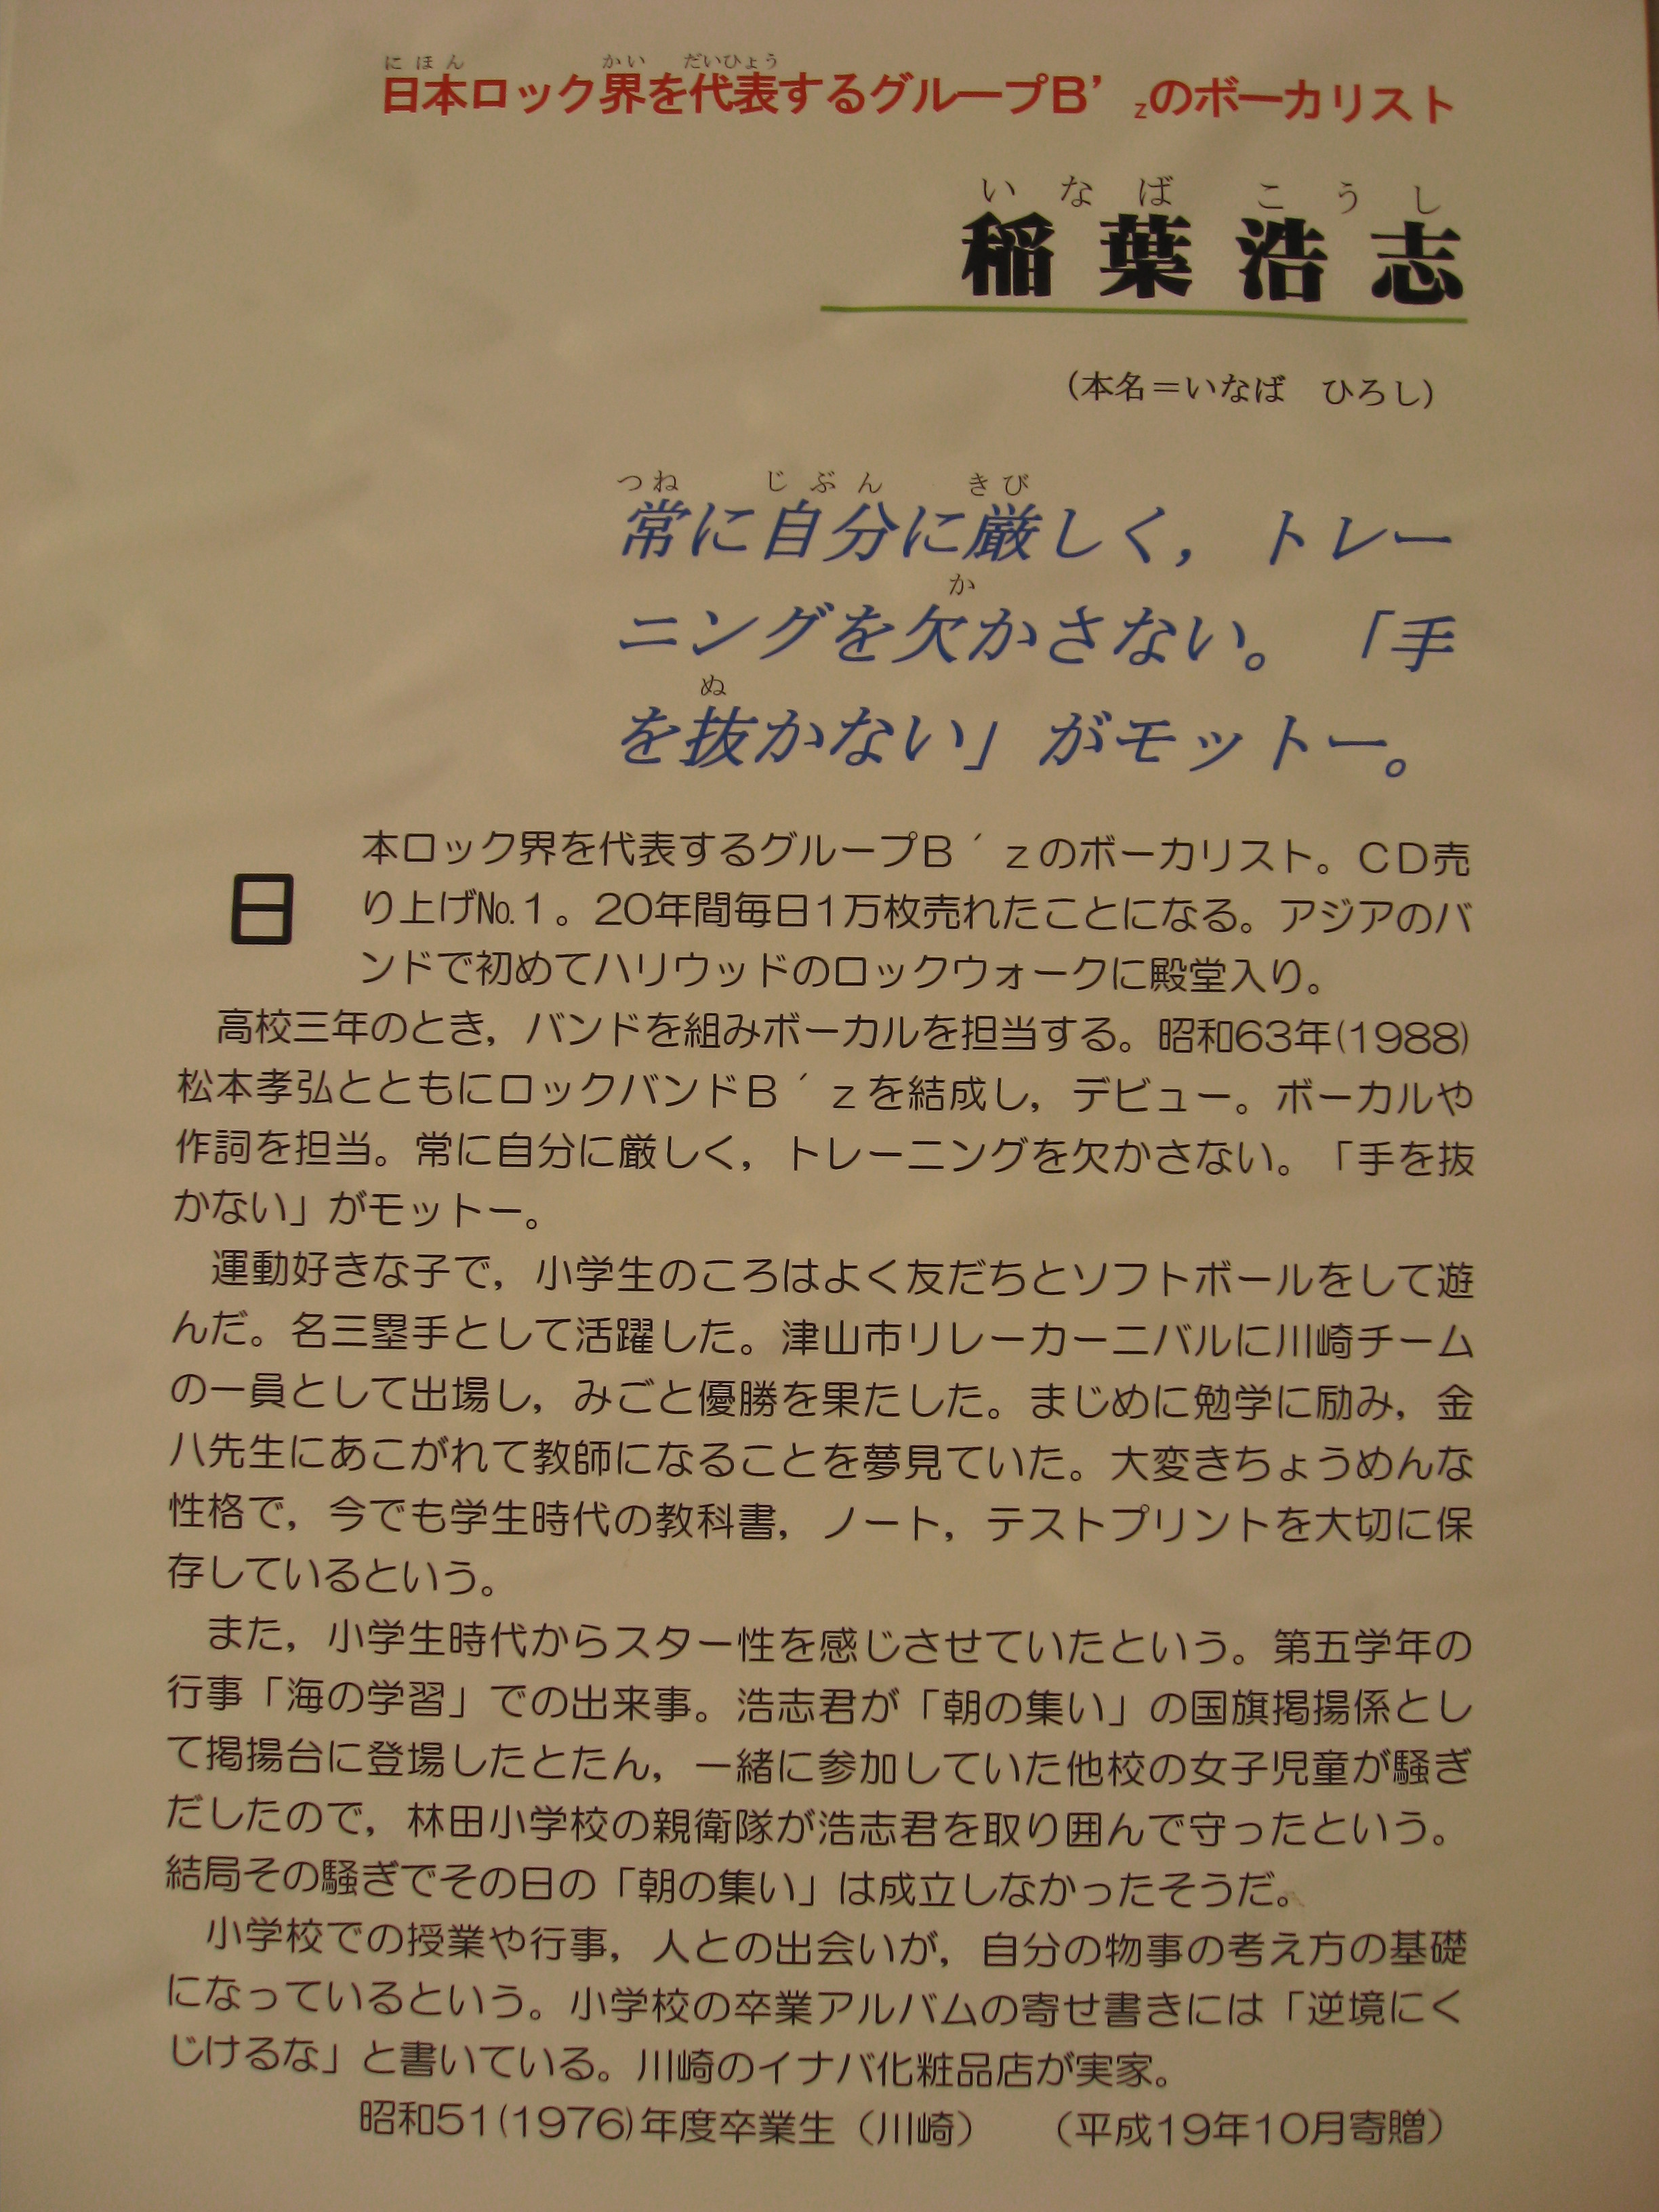 にほん かい だいひょう
日本ロック界を代表するグループB’zのボーカリスト
いなば こうし
稲葉浩志
（本名＝いなば　ひろし）
つね じぶん きび
常に自分に厳しく，トレー
か
ニングを欠かさない。「手
ぬ
を抜かない」がモットー。
日
本ロック界を代表するグループＢ´ｚのボーカリスト。ＣＤ売
り上げ№１。20年間毎日1万枚売れたことになる。アジアのバ
ンドで初めてハリウッドのロックウォークに殿堂入り。
高校三年のとき，バンドを組みボーカルを担当する。昭和63年(1988)
松本孝弘とともにロックバンドＢ´ｚを結成し，デビュー。ボーカルや
作詞を担当。常に自分に厳しく，トレーニングを欠かさない。「手を抜
かない」がモットー。
運動好きな子で，小学生のころはよく友だちとソフトボールをして遊
んだ。名三塁手として活躍した。津山市リレーカーニバルに川崎チーム
の一員として出場し，みごと優勝を果たした。まじめに勉学に励み，金
八先生にあこがれて教師になることを夢見ていた。大変きちょうめんな
性格で，今でも学生時代の教科書，ノート，テストプリントを大切に保
存しているという。
また，小学生時代からスター性を感じさせていたという。第五学年の
行事「海の学習」での出来事。浩志君が「朝の集い」の国旗掲揚係とし
て掲揚台に登場したとたん，一緒に参加していた他校の女子児童が騒ぎ
だしたので，林田小学校の親衛隊が浩志君を取り囲んで守ったという。
結局その騒ぎでその日の「朝の集い」は成立しなかったそうだ。
小学校での授業や行事，人との出会いが，自分の物事の考え方の基礎
になっているという。小学校の卒業アルバムの寄せ書きには「逆境にく
じけるな」と書いている。川崎のイナバ化粧品店が実家。
昭和51(1976)年度卒業生（川崎）　（平成19年10月寄贈）